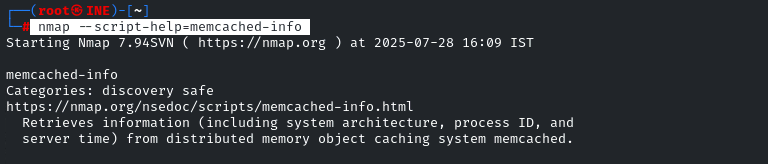 ┌──(root㉿INE)-[~]
└─# nmap --script-help=memcached-info
Starting Nmap 7.94SVN ( https://nmap.org ) at 2025-07-28 16:09 IST
memcached-info
Categories: discovery safe
https://nmap.org/nsedoc/scripts/memcached-info.html
Retrieves information (including system architecture, process ID, and
server time) from distributed memory object caching system memcached.